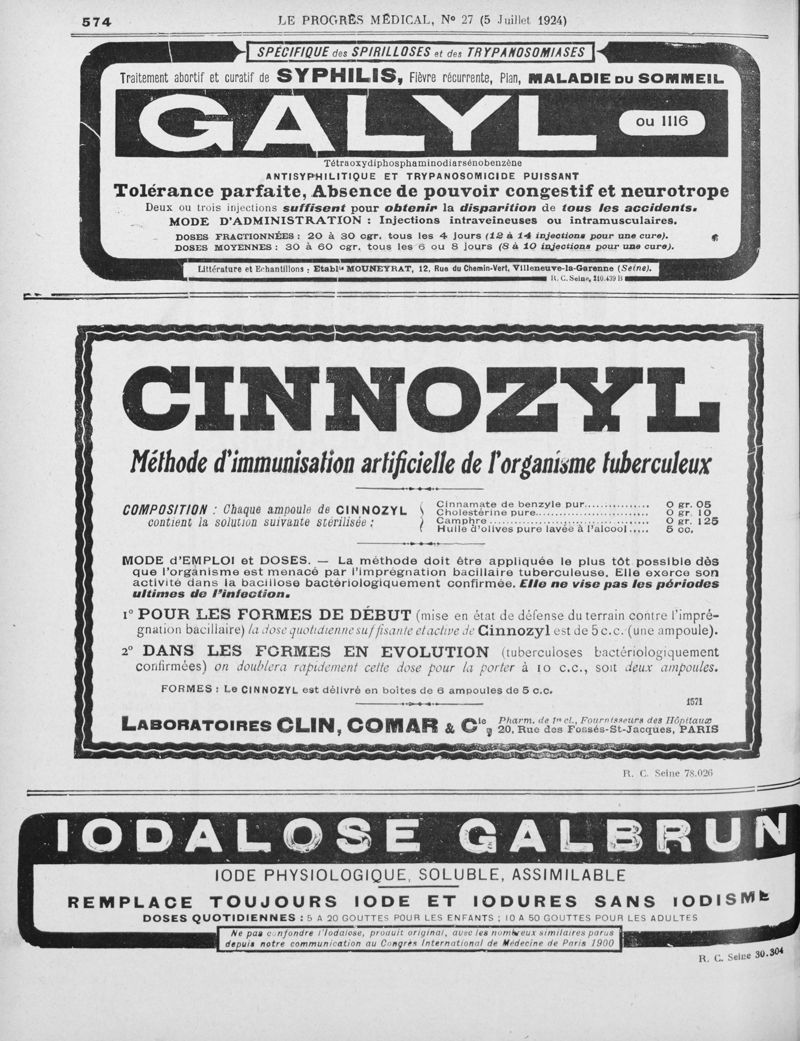 574
LE PROGRÈS MÉDICAL, N° 27 (5 Juillet 1924)
SPÉCIFIQUE des SPIRILLOSES et des TRYPANOSOMIASES
Traitement abortif et curatif de SYPHILIS, Fièvre récurrente, Pian, MALADIE DU SOMMEIL
GALYL ou 1116
Tétraoxydiphosphaminodiarsénobenzène
ANTISYPHILITIQUE ET TRYPANOSOMICIDE PUISSANT
Tolérance parfaite, Absence de pouvoir congestif et neurotrope
Deux ou trois injections suffisent pour obtenir la disparition de tous les accidents.
MODE D'ADMINISTRATION : Injections intraveineuses ou intramusculaires.
DOSES FRACTIONNÉES : 20 à 30 cgr. tous les 4 jours (12 à 14 injections pour une cure).
DOSES MOYENNES : 30 à 60 cgr. tous les 6 ou 8 jours (8 à 10 injections pour une cure).
Littérature et Echantillons : Etablts MOUNEYRAT, 12, Rue du Chemin-Vert, Villeneuve-la-Garenne (Seine).
R. C. Seine, 210.439 B
CINNOZYL
Méthode d'immunisation artificielle de l'organisme tuberculeux
COMPOSITION : Chaque ampoule de CINNOZYL
contient la solution suivante stérilisée :
Cinnamate de benzyle pur............... 0 gr. 05
Cholestérine pure............................ 0 gr. 10
Camphre........................................ 0 gr. 125
Huile d'olives pure lavée à l'alcool..... 5 cc.
MODE d'EMPLOI et DOSES. — La méthode doit être appliquée le plus tôt possible dès
que l'organisme est menacé par l'imprégnation bacillaire tuberculeuse. Elle exerce son
activité dans la bacillose bactériologiquement confirmée. Elle ne vise pas les périodes
ultimes de l'infection.
1° POUR LES FORMES DE DÉBUT (mise en état de défense du terrain contre l'impré-
gnation bacillaire) la dose quotidienne suffisante et active de Cinnozyl est de 5 c.c. (une ampoule).
2° DANS LES FORMES EN EVOLUTION (tuberculoses bactériologiquement
confirmées) on doublera rapidement cette dose pour la porter à 10 c.c., soit deux ampoules.
FORMES : Le CINNOZYL est délivré en boîtes de 6 ampoules de 5 c.c.
1571
LABORATOIRES CLIN, COMAR & Cie, Pharm. de 1re cl., Fournisseurs des Hôpitaux
20, Rue des Fossés-St-Jacques, PARIS
R. C. Seine 78.026
IODALOSE GALBRUN
IODE PHYSIOLOGIQUE, SOLUBLE, ASSIMILABLE
REMPLACE TOUJOURS IODE ET IODURES SANS IODISME
DOSES QUOTIDIENNES : 5 A 20 GOUTTES POUR LES ENFANTS ; 10 A 50 GOUTTES POUR LES ADULTES
Ne pas confondre l'Iodalose, produit original, avec les nombreux similaires parus
depuis notre communication au Congrès International de Médecine de Paris 1900
R. C. Seine 30.304